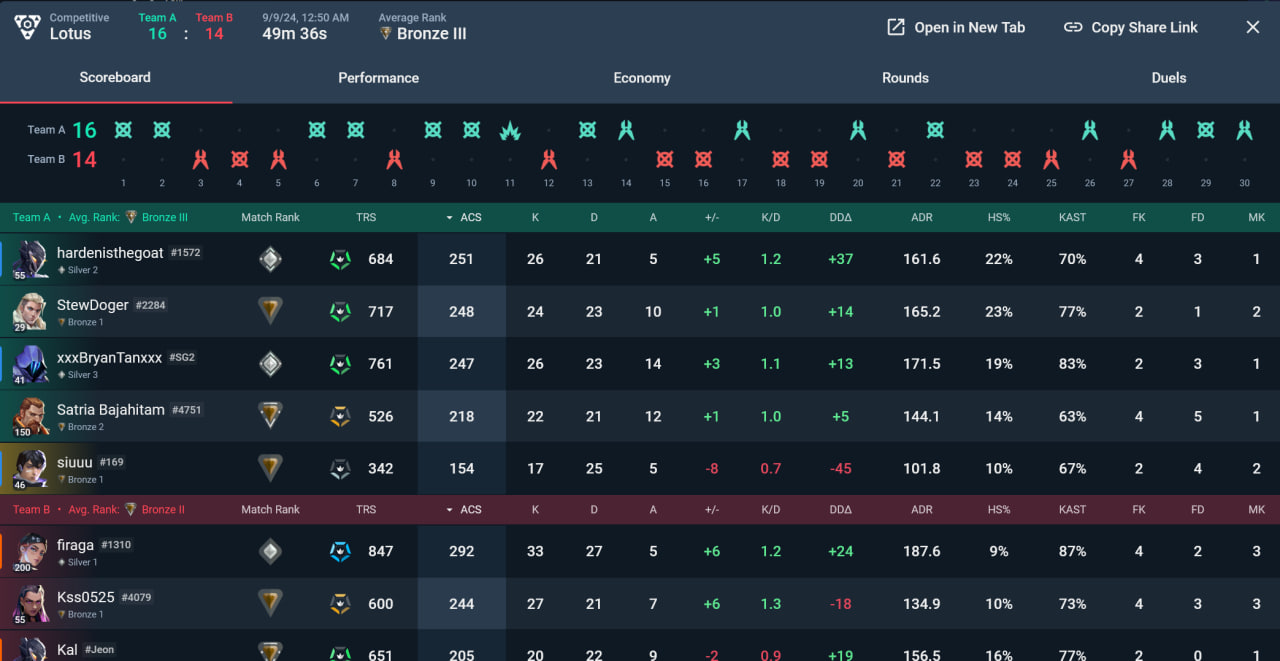 Competitive Team A Team B 9/9/24, 12:50 AM Average Rank
Lotus 16 : 14 49m 36s Bronze III Open in New Tab Copy Share Link
Scoreboard Performance Economy Rounds Duels
Team A 16
Team B 14
1 2 3 4 5 6 7 8 9 10 11 12 13 14 15 16 17 18 19 20 21 22 23 24 25 26 27 28 29 30
Team A • Avg. Rank: Bronze III Match Rank TRS ACS K D A +/- K/D DDΔ ADR HS% KAST FK FD MK
hardenisthegoat #1572 684 251 26 21 5 +5 1.2 +37 161.6 22% 70% 4 3 1
55 Silver 2
StewDoger #2284 717 248 24 23 10 +1 1.0 +14 165.2 23% 77% 2 1 2
29 Bronze 1
xxxBryanTanxxx #SG2 761 247 26 23 14 +3 1.1 +13 171.5 19% 83% 2 3 1
41 Silver 3
Satria Bajahitam #4751 526 218 22 21 12 +1 1.0 +5 144.1 14% 63% 4 5 1
150 Bronze 2
siuuu #169 342 154 17 25 5 -8 0.7 -45 101.8 10% 67% 2 4 2
46 Bronze 1
Team B • Avg. Rank: Bronze II Match Rank TRS ACS K D A +/- K/D DDΔ ADR HS% KAST FK FD MK
firaga #1310 847 292 33 27 5 +6 1.2 +24 187.6 9% 87% 4 2 3
200 Silver 1
Kss0525 #4079 600 244 27 21 7 +6 1.3 -18 134.9 10% 73% 4 3 3
55 Bronze 1
Kal #Jeon 651 205 20 22 9 -2 0.9 +19 156.5 16% 77% 2 0 1